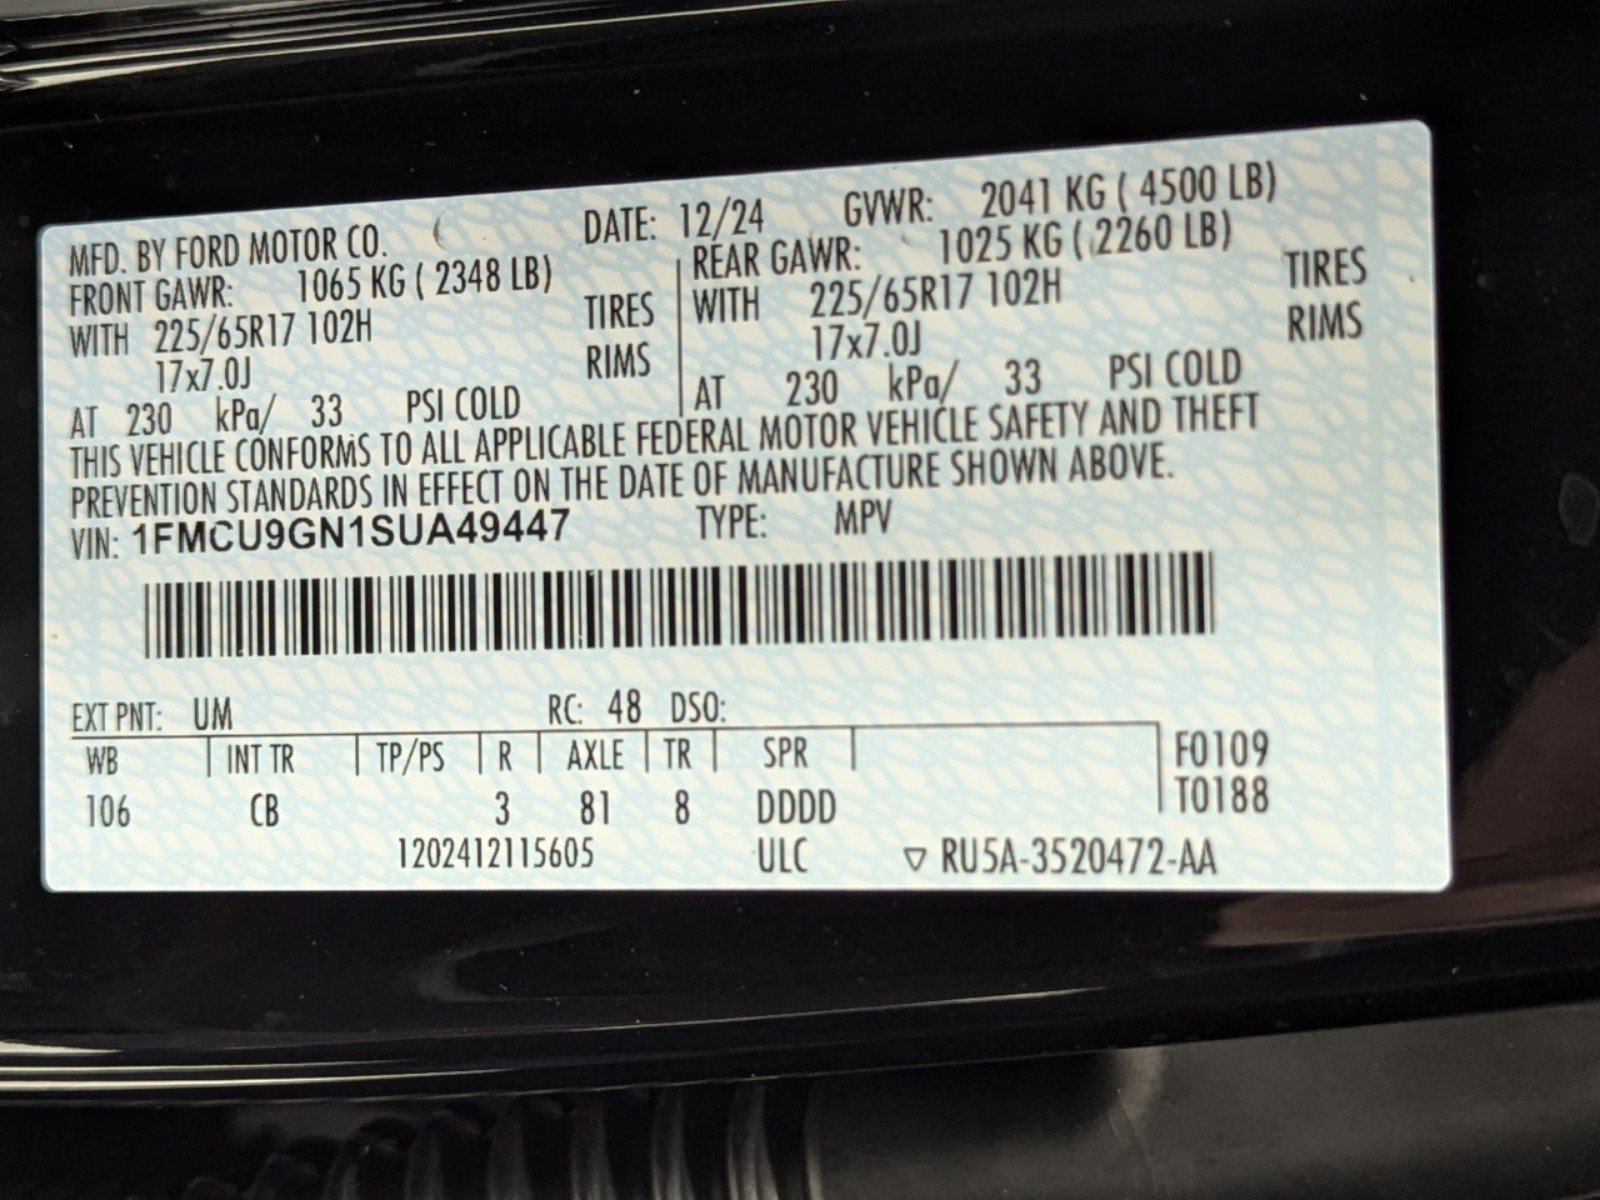 MFD. BY FORD MOTOR CO. DATE: 12/24 GVWR: 2041 KG ( 4500 LB)
FRONT GAWR: 1065 KG ( 2348 LB) REAR GAWR: 1025 KG ( 2260 LB)
WITH 225/65R17 102H TIRES WITH 225/65R17 102H TIRES
17x7.0J RIMS 17x7.0J RIMS
AT 230 kPa/ 33 PSI COLD AT 230 kPa/ 33 PSI COLD
THIS VEHICLE CONFORMS TO ALL APPLICABLE FEDERAL MOTOR VEHICLE SAFETY AND THEFT
PREVENTION STANDARDS IN EFFECT ON THE DATE OF MANUFACTURE SHOWN ABOVE.
VIN: 1FMCU9GN1SUA49447 TYPE: MPV
EXT PNT: UM RC: 48 DSO:
WB INT TR TP/PS R AXLE TR SPR F0109
106 CB 3 81 8 DDDD T0188
1202412115605 ULC ▽ RU5A-3520472-AA